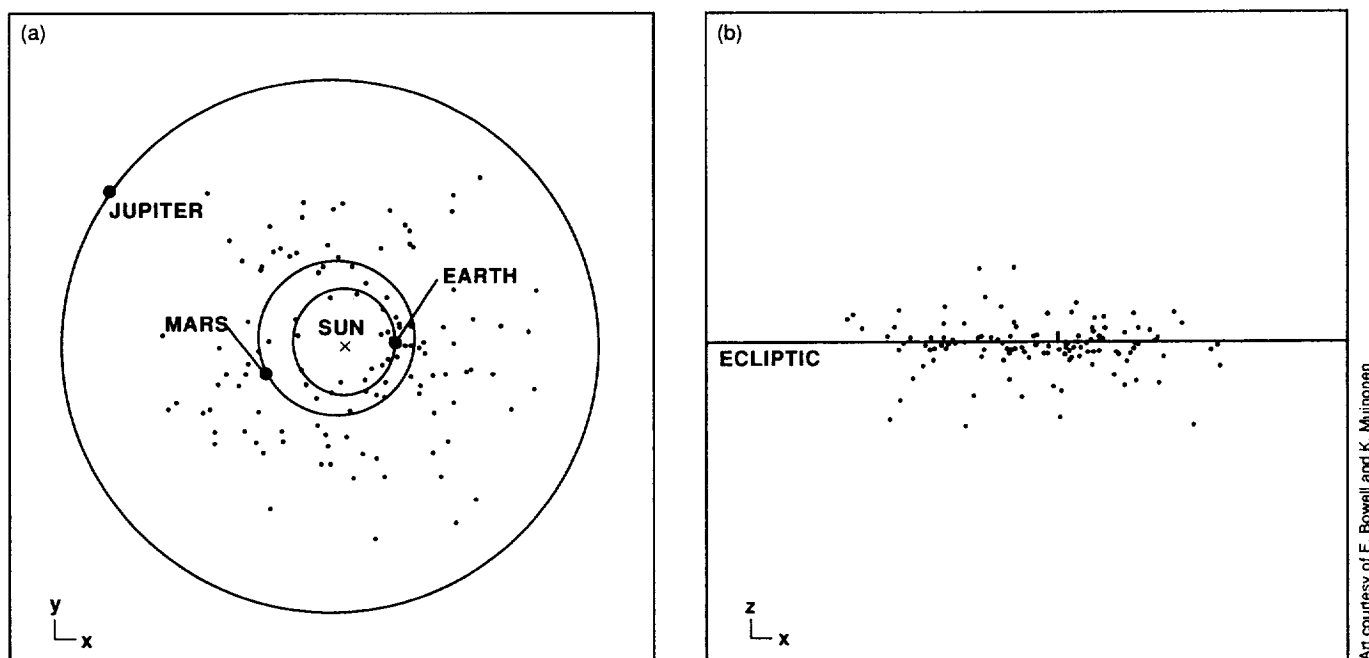 (a)
JUPITER
EARTH
MARS
SUN
y
x
(b)
ECLIPTIC
z
x
Art courtesy of E. Bowell and K. Muinonen